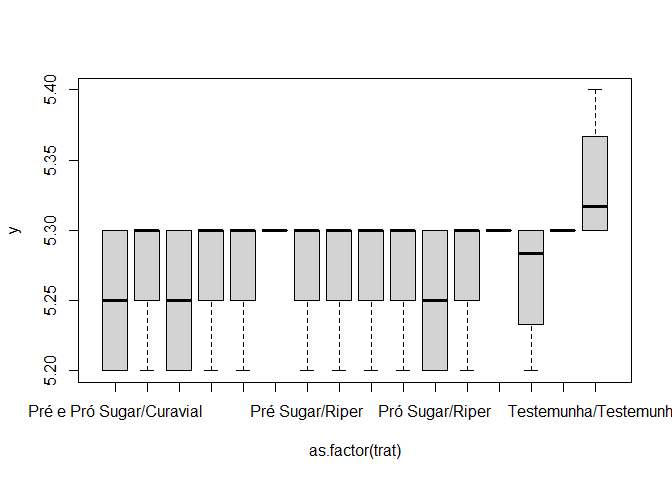 5.40
5.35
5.30
5.25
5.20
y
Pré e Pró Sugar/Curavial Pré Sugar/Riper Pró Sugar/Riper Testemunha/Testemunh
as.factor(trat)